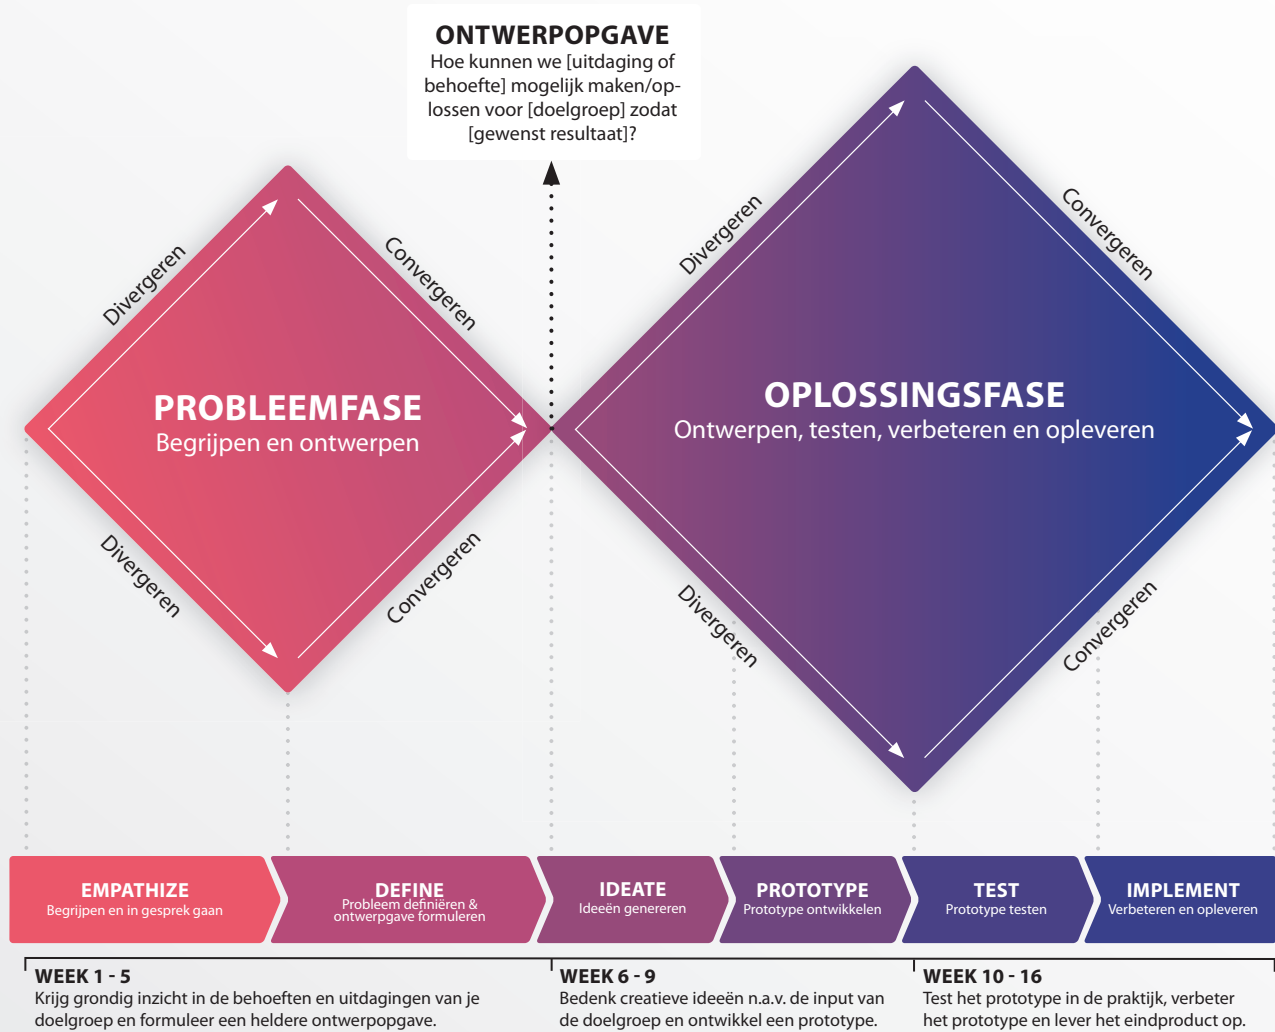 ONTWERPOPGAVE
Hoe kunnen we [uitdaging of
behoefte] mogelijk maken/op-
lossen voor [doelgroep] zodat
[gewenst resultaat]?
Divergeren
Convergeren
Divergeren
Convergeren
PROBLEEMFASE
Begrijpen en ontwerpen
OPLOSSINGSFASE
Ontwerpen, testen, verbeteren en opleveren
Divergeren
Convergeren
Divergeren
Convergeren
EMPATHIZE
Begrijpen en in gesprek gaan
DEFINE
Probleem definiëren &
ontwerpgave formuleren
IDEATE
Ideeën genereren
PROTOTYPE
Prototype ontwikkelen
TEST
Prototype testen
IMPLEMENT
Verbeteren en opleveren
WEEK 1 - 5
Krijg grondig inzicht in de behoeften en uitdagingen van je
doelgroep en formuleer een heldere ontwerpopgave.
WEEK 6 - 9
Bedenk creatieve ideeën n.a.v. de input van
de doelgroep en ontwikkel een prototype.
WEEK 10 - 16
Test het prototype in de praktijk, verbeter
het prototype en lever het eindproduct op.